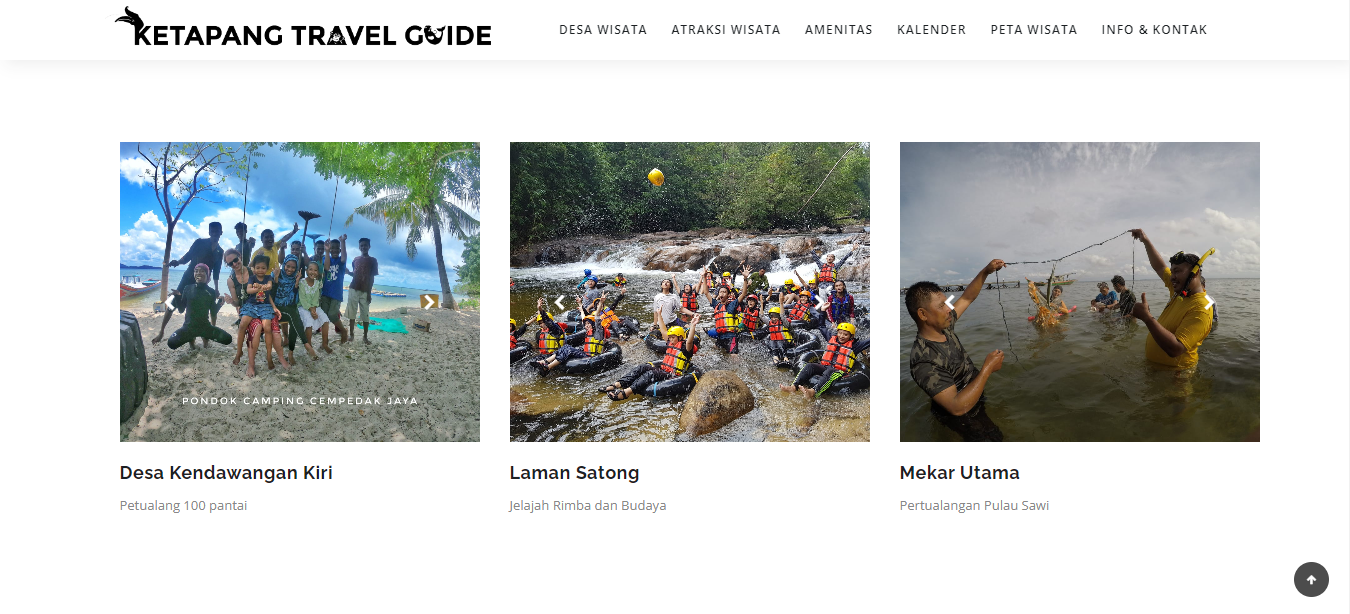 KETAPANG TRAVEL GUIDE
DESA WISATA
ATRAKSI WISATA
AMENITAS
KALENDER
PETA WISATA
INFO & KONTAK
PONDOK CAMPING CEMPEDAK JAYA
Desa Kendawangan Kiri
Petualang 100 pantai
Laman Satong
Jelajah Rimba dan Budaya
Mekar Utama
Pertualangan Pulau Sawi